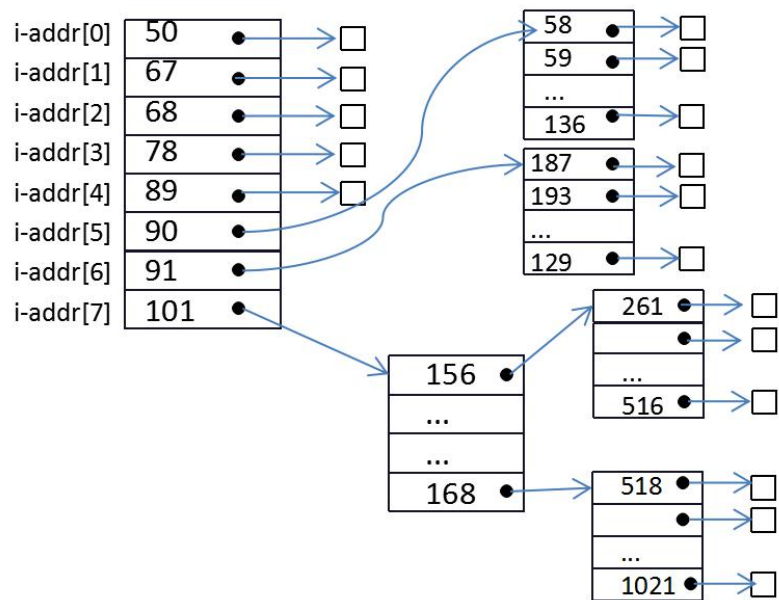 i-addr[0] 50
i-addr[1] 67
i-addr[2] 68
i-addr[3] 78
i-addr[4] 89
i-addr[5] 90
i-addr[6] 91
i-addr[7] 101
58
59
...
136
187
193
...
129
156
...
...
168
261
...
516
518
...
1021